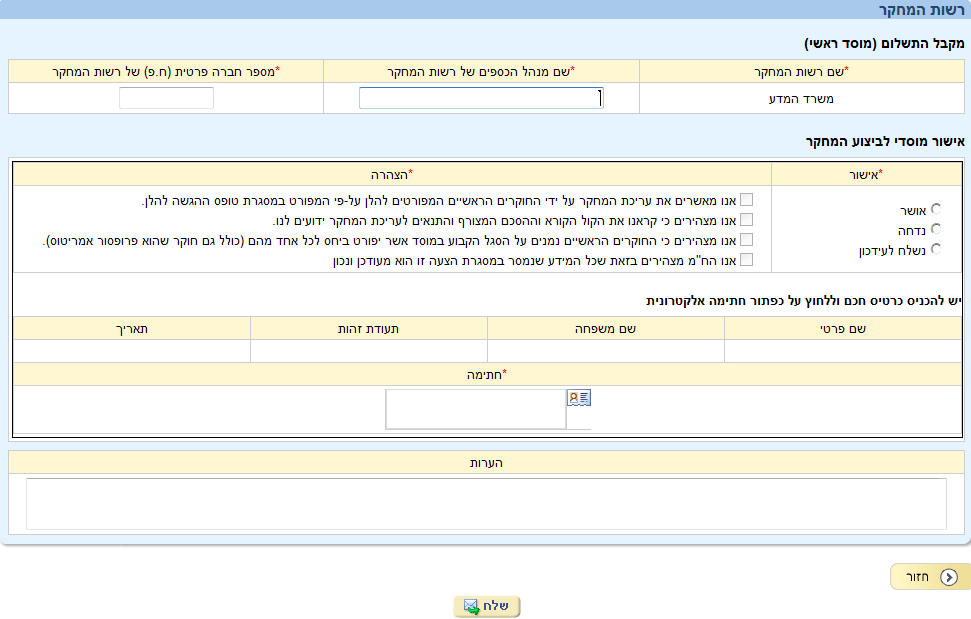 רשות המחקר
מקבל התשלום (מוסד ראשי)
*שם רשות המחקר *שם מנהל הכספים של רשות המחקר *מספר חברה פרטית (ח.פ) של רשות המחקר
משרד המדע
אישור מוסדי לביצוע המחקר
*אישור *הצהרה
אושר
נדחה
נשלח לעידכון
אנו מאשרים את עריכת המחקר על ידי החוקרים הראשיים המפורטים להלן על-פי המפורט במסגרת טופס ההגשה להלן.
אנו מצהירים כי קראנו את הקול הקורא וההסכם המצורף והתנאים לעריכת המחקר ידועים לנו.
אנו מצהירים כי החוקרים הראשיים נמנים על הסגל הקבוע במוסד אשר יפורט ביחס לכל אחד מהם (כולל גם חוקר שהוא פרופסור אמריטוס).
אנו הח"מ מצהירים בזאת שכל המידע שנמסר במסגרת הצעה זו הוא מעודכן ונכון
יש להכניס כרטיס חכם וללחוץ על כפתור חתימה אלקטרונית
שם פרטי שם משפחה תעודת זהות תאריך
*חתימה
הערות
חזור
שלח